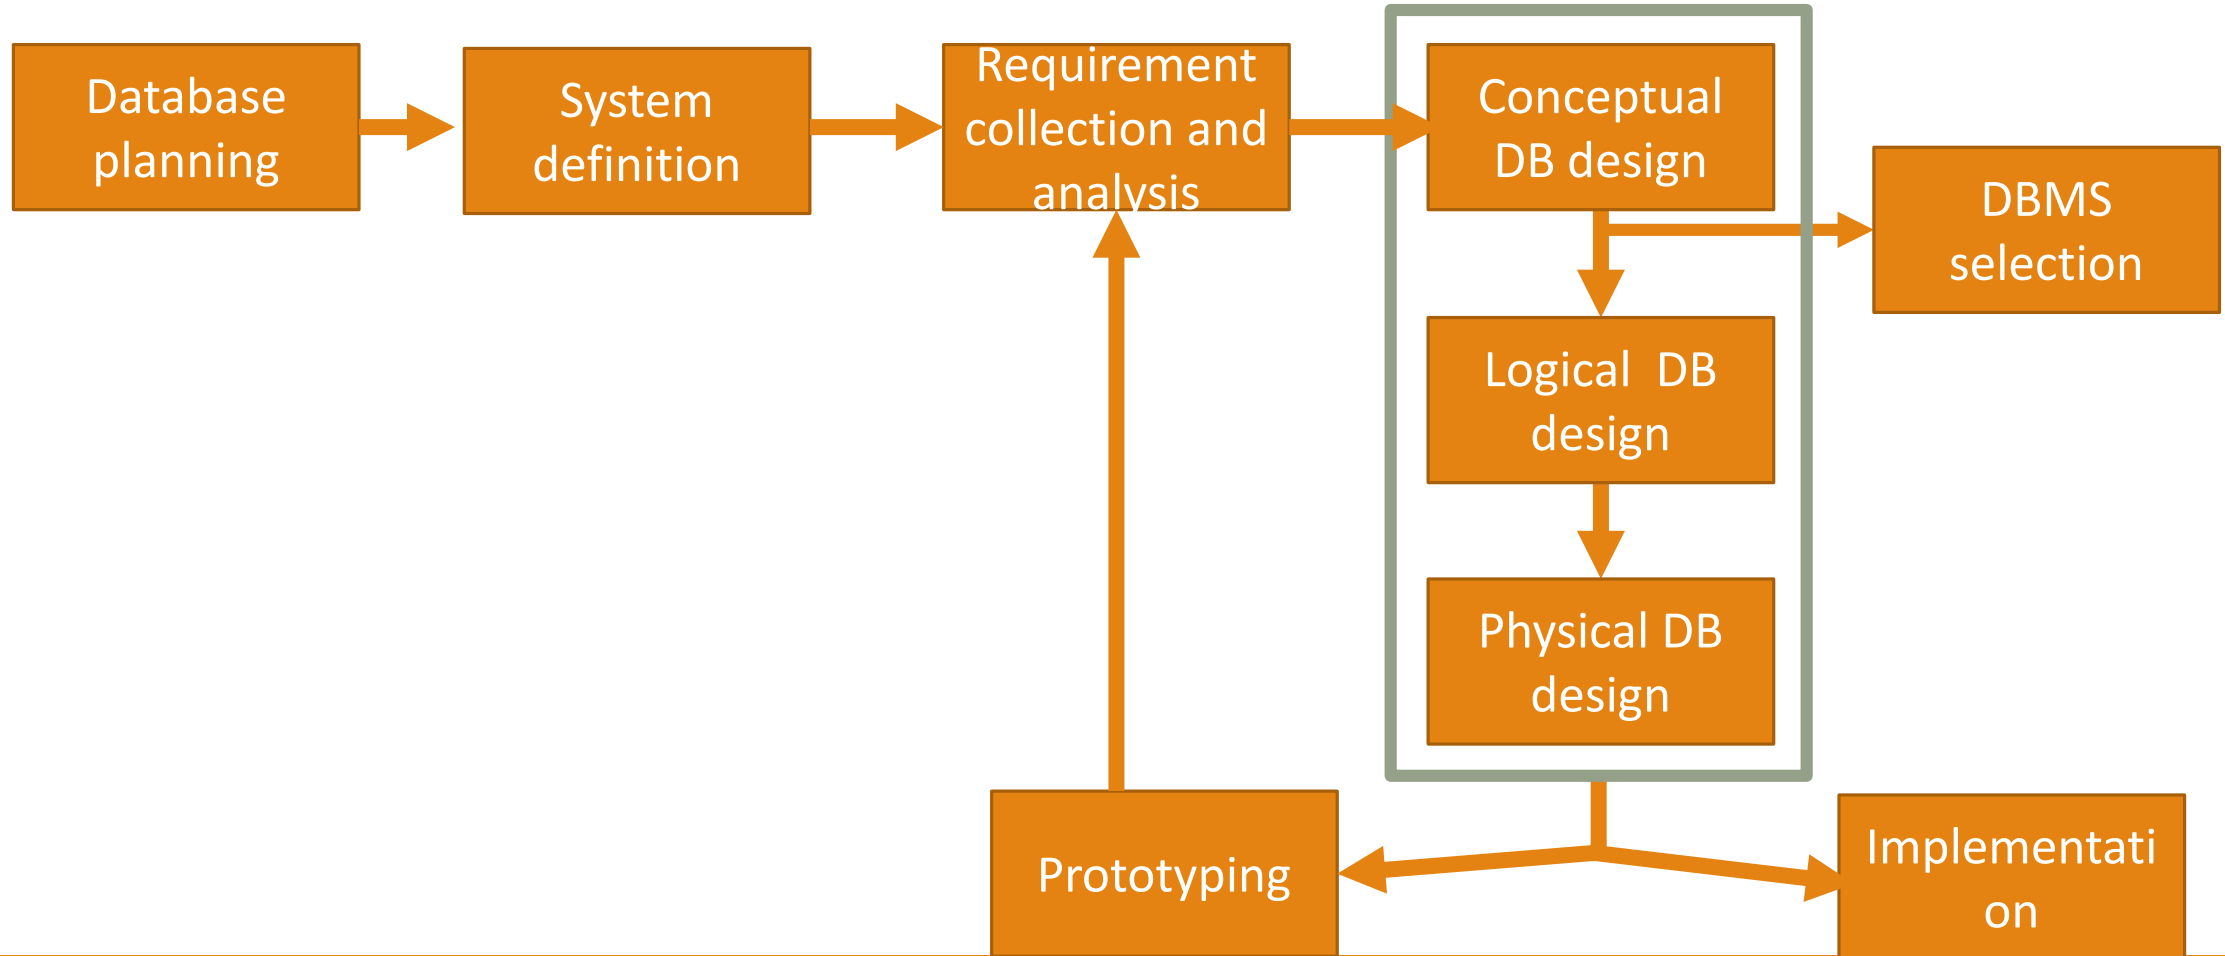 Database
planning
System
definition
Requirement
collection and
analysis
Conceptual
DB design
DBMS
selection
Logical  DB
design
Physical DB
design
Prototyping
Implementati
on